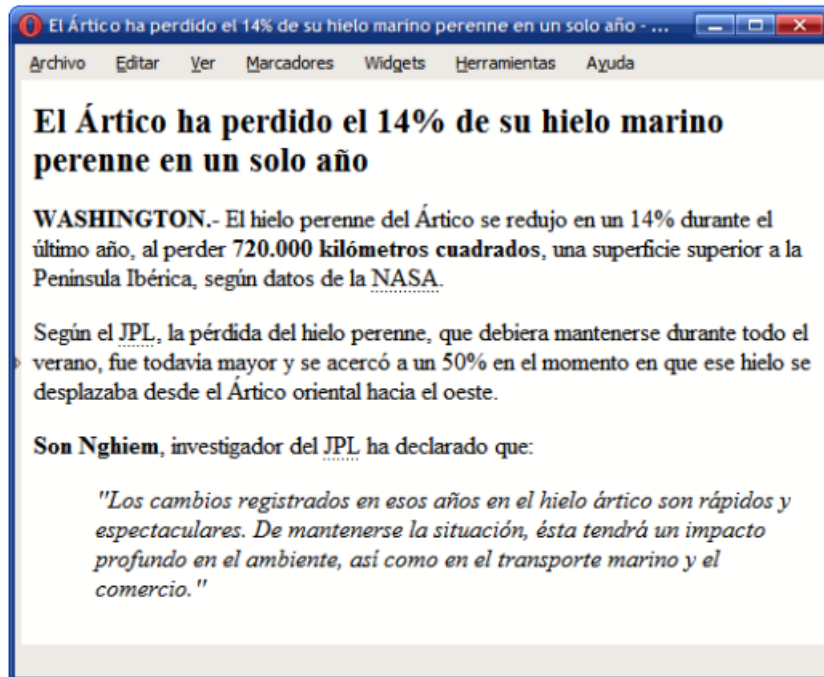 El Ártico ha perdido el 14% de su hielo marino perenne en un solo año - ...
Archivo Editar Ver Marcadores Widgets Herramientas Ayuda
El Ártico ha perdido el 14% de su hielo marino
perenne en un solo año
WASHINGTON.- El hielo perenne del Ártico se redujo en un 14% durante el
último año, al perder 720.000 kilómetros cuadrados, una superficie superior a la
Península Ibérica, según datos de la NASA.
Según el JPL, la pérdida del hielo perenne, que debiera mantenerse durante todo el
verano, fue todavía mayor y se acercó a un 50% en el momento en que ese hielo se
desplazaba desde el Ártico oriental hacia el oeste.
Son Nghiem, investigador del JPL ha declarado que:
"Los cambios registrados en esos años en el hielo ártico son rápidos y
espectaculares. De mantenerse la situación, ésta tendrá un impacto
profundo en el ambiente, así como en el transporte marino y el
comercio."